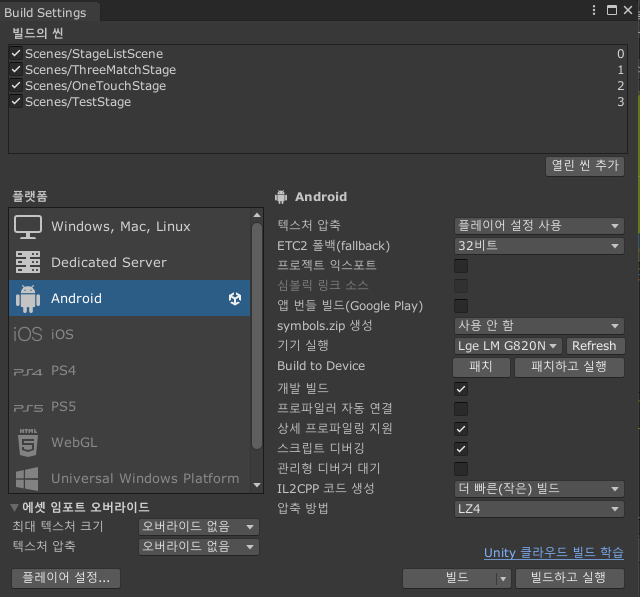 Build Settings
빌드의 씬
Scenes/StageListScene 0
Scenes/ThreeMatchStage 1
Scenes/OneTouchStage 2
Scenes/TestStage 3
열린 씬 추가
플랫폼
Windows, Mac, Linux
Dedicated Server
Android
iOS iOS
PS4 PS4
PS5 PS5
HTML 5 WebGL
Universal Windows Platform
Android
텍스처 압축 플레이어 설정 사용
ETC2 폴백(fallback) 32비트
프로젝트 익스포트
심볼릭 링크 소스
앱 번들 빌드(Google Play)
symbols.zip 생성 사용 안 함
기기 실행 Lge LM G820N Refresh
Build to Device 패치 패치하고 실행
개발 빌드
프로파일러 자동 연결
상세 프로파일링 지원
스크립트 디버깅
관리형 디버거 대기
IL2CPP 코드 생성 더 빠른(작은) 빌드
압축 방법 LZ4
에셋 임포트 오버라이드
최대 텍스처 크기 오버라이드 없음
텍스처 압축 오버라이드 없음
Unity 클라우드 빌드 학습
플레이어 설정... 빌드 빌드하고 실행